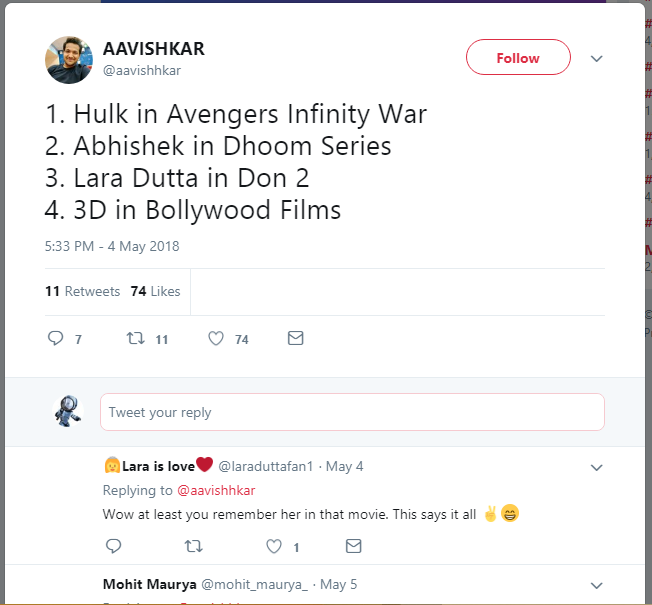 AAVISHKAR
@aavishhkar
Follow
1. Hulk in Avengers Infinity War
2. Abhishek in Dhoom Series
3. Lara Dutta in Don 2
4. 3D in Bollywood Films
5:33 PM - 4 May 2018
11 Retweets 74 Likes
7 11 74
Tweet your reply
Lara is love @laraduttafan1 · May 4
Replying to @aavishhkar
Wow at least you remember her in that movie. This says it all
1
Mohit Maurya @mohit_maurya_ · May 5